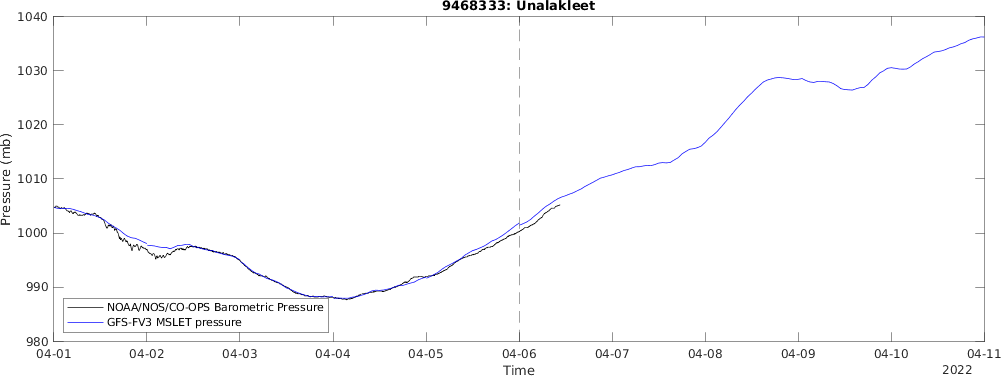 9468333: Unalakleet
1040
1030
1020
1010
1000
990
980
Pressure (mb)
NOAA/NOS/CO-OPS Barometric Pressure
GFS-FV3 MSLET pressure
04-01 04-02 04-03 04-04 04-05 04-06 04-07 04-08 04-09 04-10 04-11
Time
2022